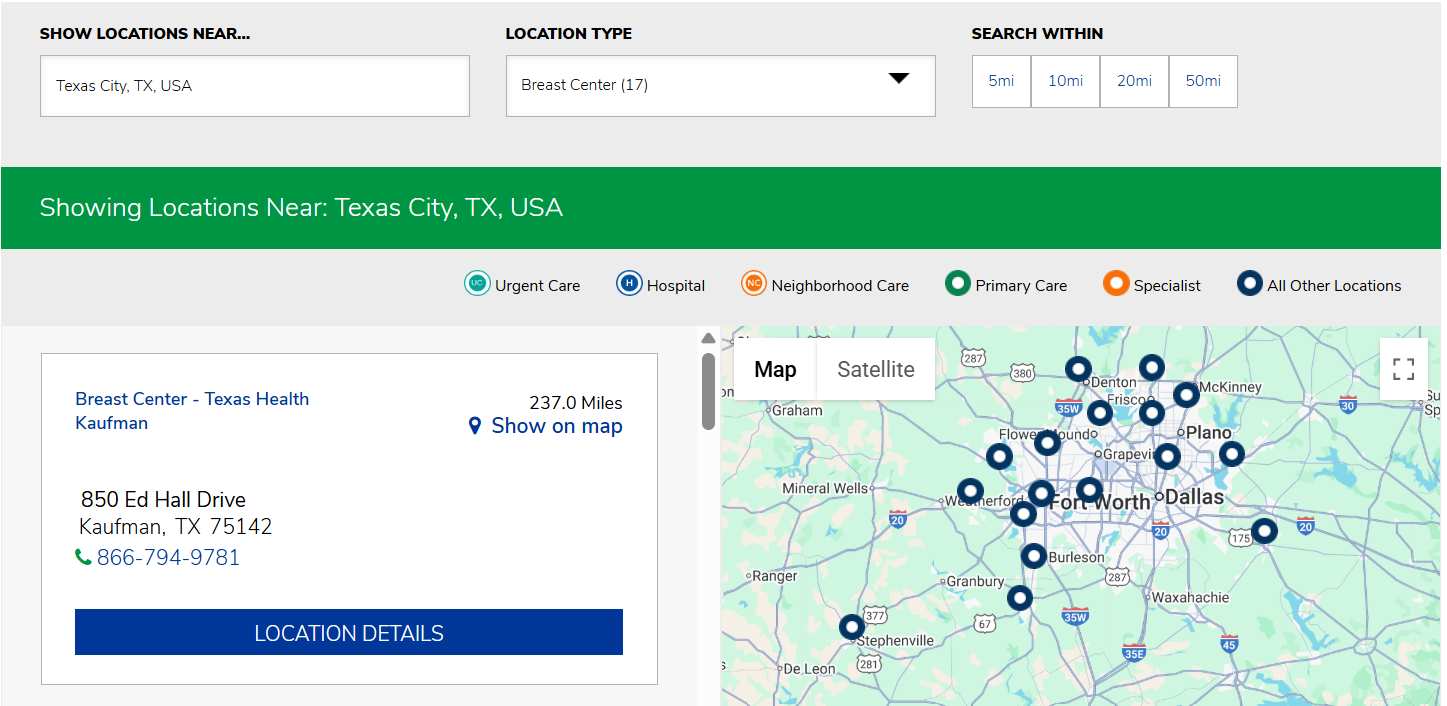 SHOW LOCATIONS NEAR...
LOCATION TYPE
SEARCH WITHIN
Texas City, TX, USA
Breast Center (17)
5mi
10mi
20mi
50mi
Showing Locations Near: Texas City, TX, USA
UC Urgent Care
H Hospital
NC Neighborhood Care
Primary Care
Specialist
All Other Locations
Breast Center - Texas Health
Kaufman
237.0 Miles
Show on map
850 Ed Hall Drive
Kaufman, TX 75142
866-794-9781
LOCATION DETAILS
Map
Satellite
287
380
Denton
McKinney
Frisco
35W
30
Graham
Flower Mound
Plano
Grapevin
Mineral Wells
Weatherford
Fort Worth
Dallas
20
20
175
20
Burleson
Ranger
Granbury
287
Waxahachie
377
67
35W
Stephenville
45
35E
De Leon
281